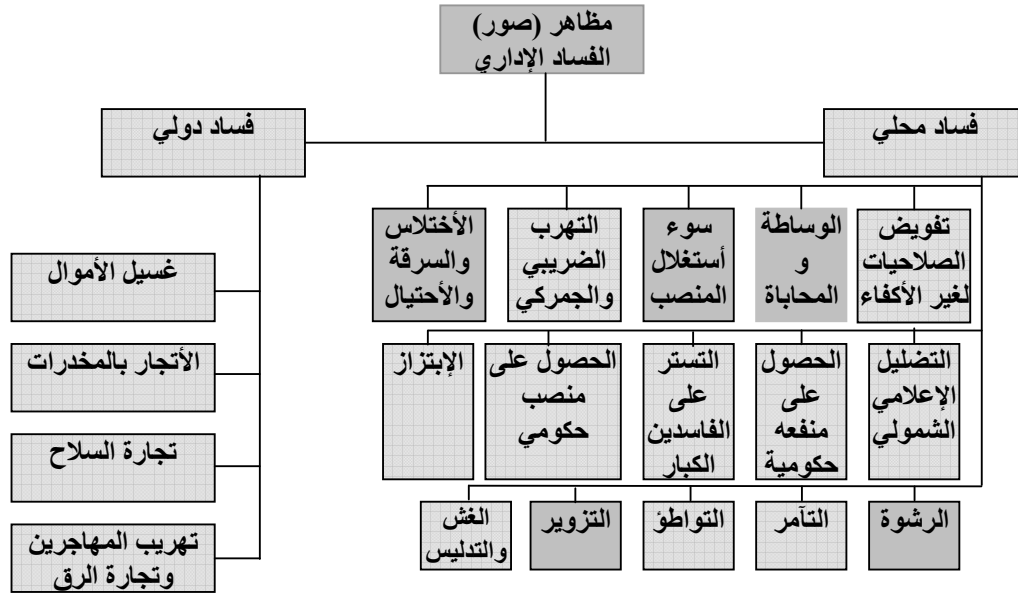 مظاهر (صور)
الفساد الإداري
فساد محلي
فساد دولي
تفويض
الصلاحيات
لغير الأكفاء
الوساطة
و
المحاباة
سوء
أستغلال
المنصب
التهرب
الضريبي
والجمركي
الأختلاس
والسرقة
والأحتيال
التضليل
الإعلامي
الشمولي
الحصول
على
منفعه
حكومية
التستر
على
الفاسدين
الكبار
الحصول على
منصب
حكومي
الإبتزاز
الرشوة
التآمر
التواطؤ
التزوير
الغش
والتدليس
غسيل الأموال
الأتجار بالمخدرات
تجارة السلاح
تهريب المهاجرين
وتجارة الرق